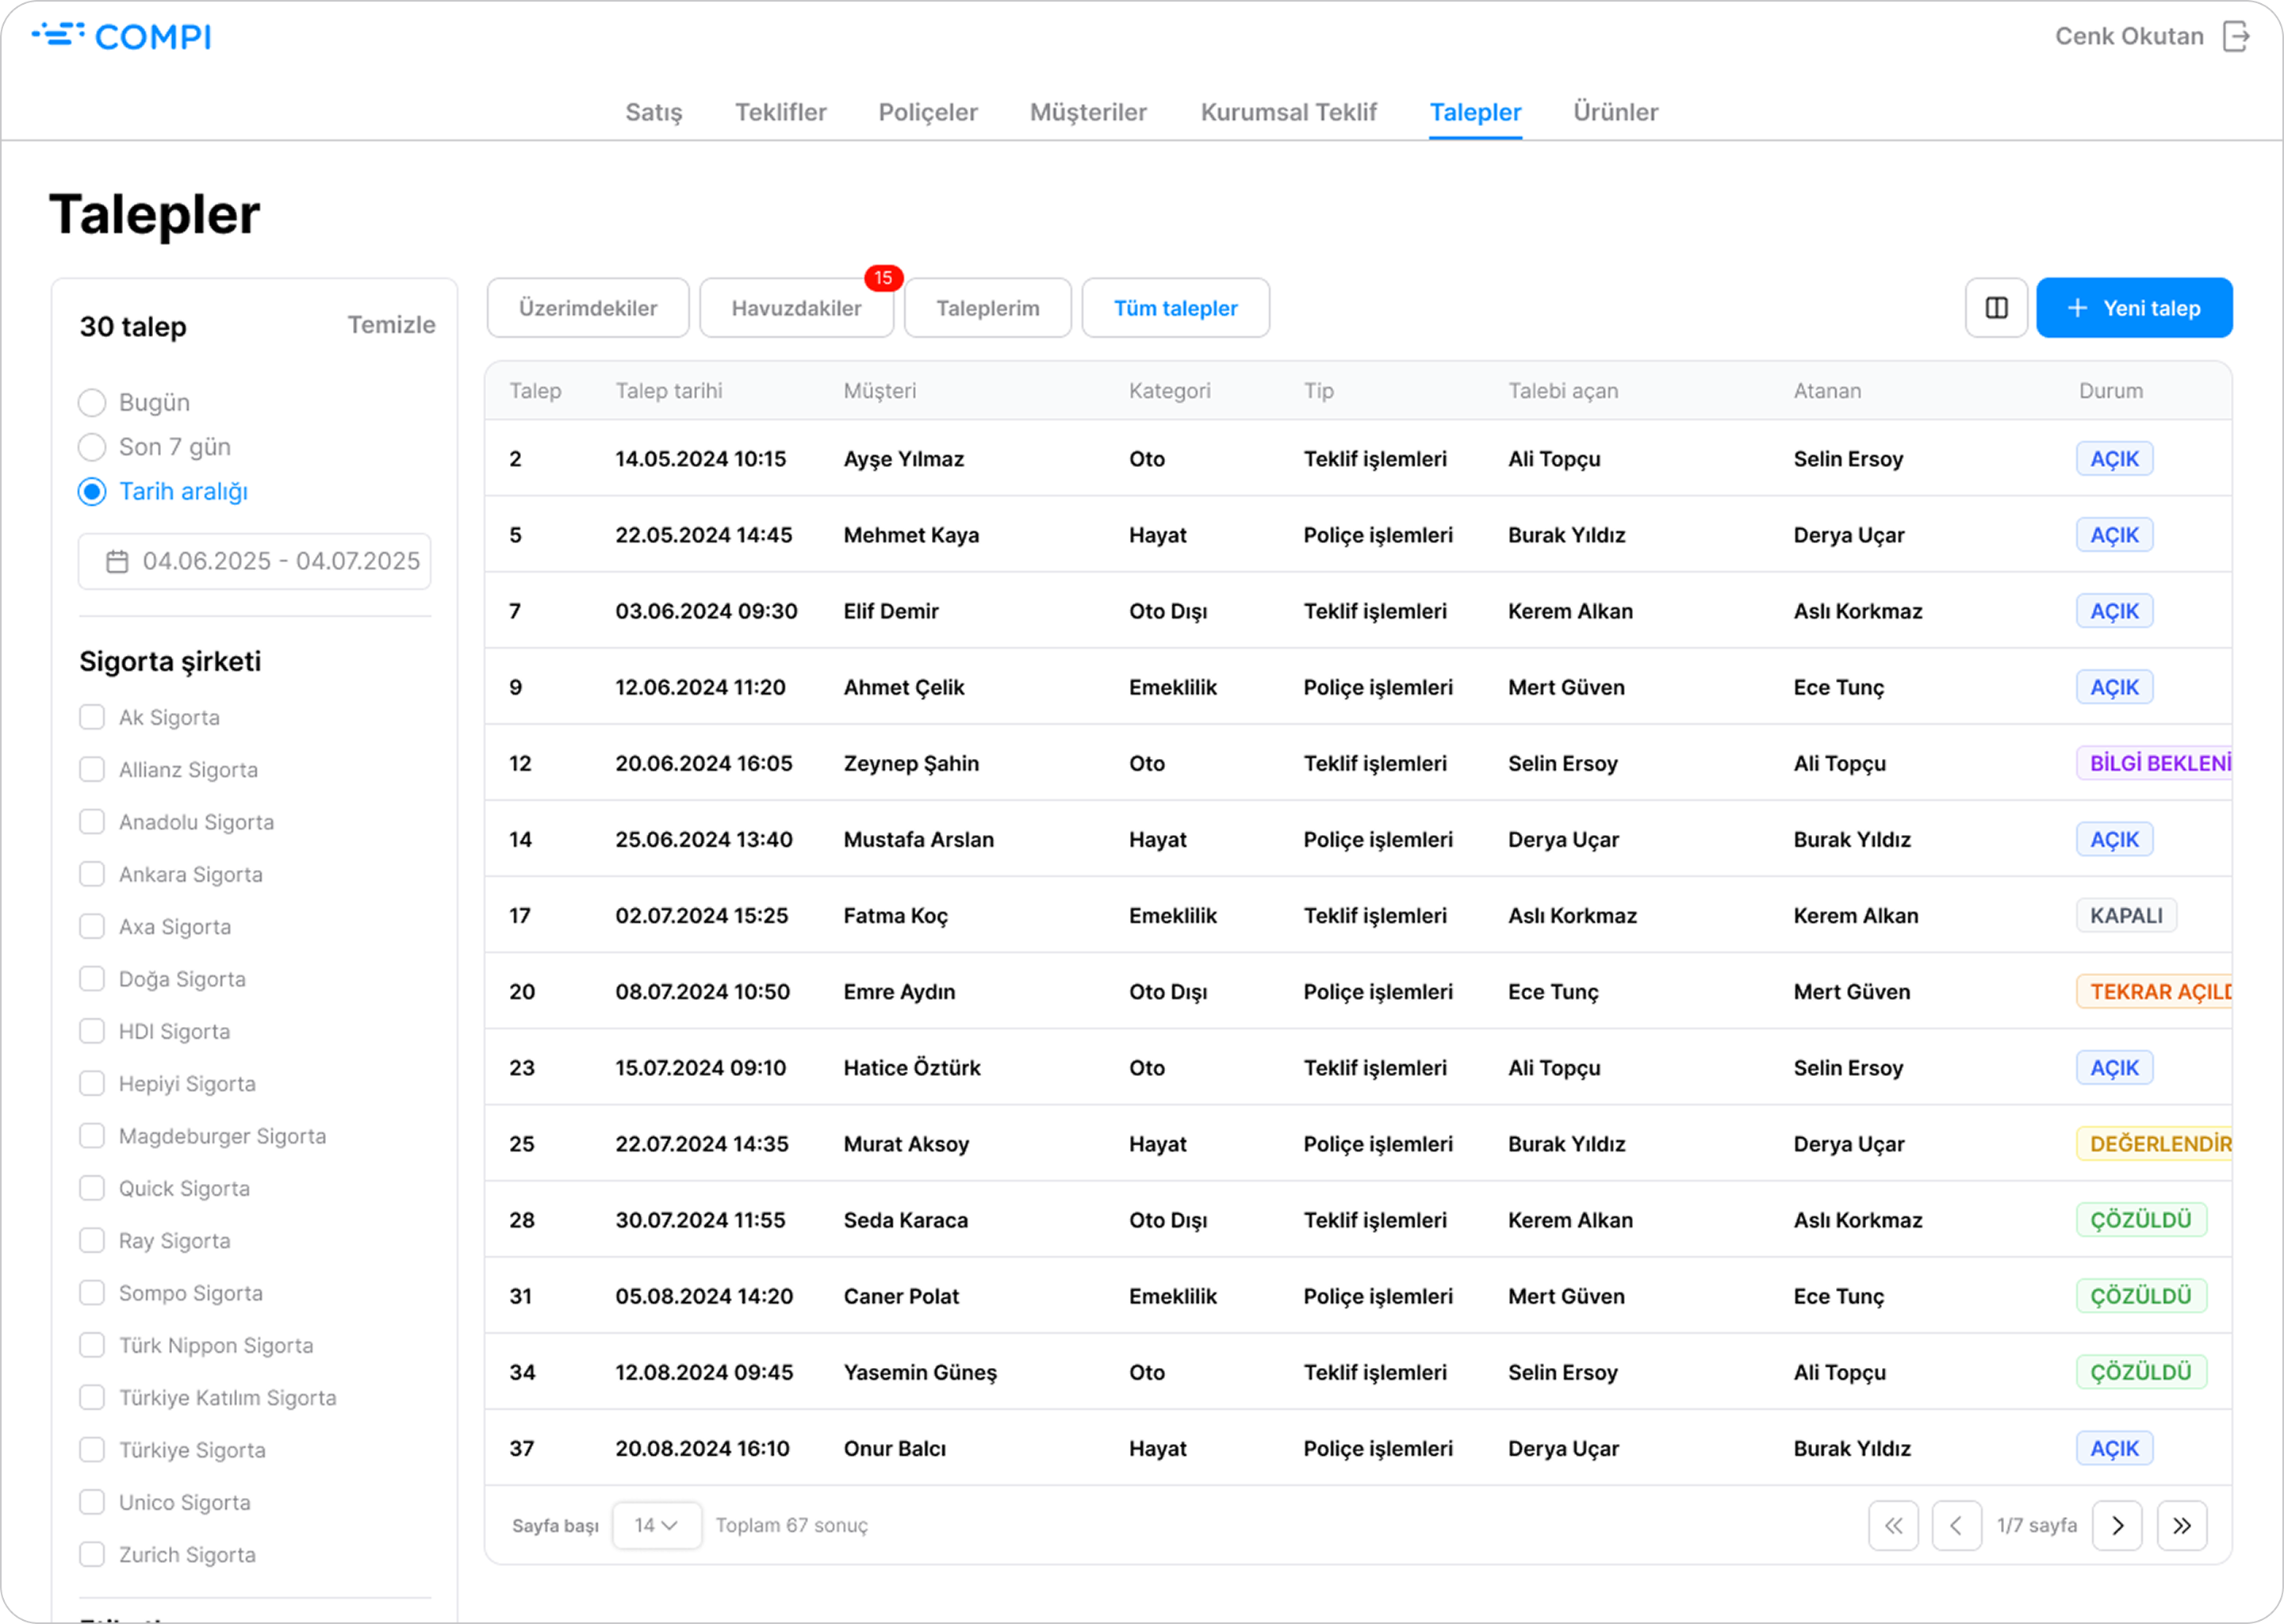 COMPI
Cenk Okutan
Satış Teklifler Poliçeler Müşteriler Kurumsal Teklif Talepler Ürünler
Talepler
30 talep Temizle
Bugün
Son 7 gün
Tarih aralığı
04.06.2025 - 04.07.2025
Sigorta şirketi
Ak Sigorta
Allianz Sigorta
Anadolu Sigorta
Ankara Sigorta
Axa Sigorta
Doğa Sigorta
HDI Sigorta
Hepiyi Sigorta
Magdeburger Sigorta
Quick Sigorta
Ray Sigorta
Sompo Sigorta
Türk Nippon Sigorta
Türkiye Katılım Sigorta
Türkiye Sigorta
Unico Sigorta
Zurich Sigorta
Üzerimdekiler Havuzdakiler 15 Taleplerim Tüm talepler + Yeni talep
Talep Talep tarihi Müşteri Kategori Tip Talebi açan Atanan Durum
2 14.05.2024 10:15 Ayşe Yılmaz Oto Teklif işlemleri Ali Topçu Selin Ersoy AÇIK
5 22.05.2024 14:45 Mehmet Kaya Hayat Poliçe işlemleri Burak Yıldız Derya Uçar AÇIK
7 03.06.2024 09:30 Elif Demir Oto Dışı Teklif işlemleri Kerem Alkan Aslı Korkmaz AÇIK
9 12.06.2024 11:20 Ahmet Çelik Emeklilik Poliçe işlemleri Mert Güven Ece Tunç AÇIK
12 20.06.2024 16:05 Zeynep Şahin Oto Teklif işlemleri Selin Ersoy Ali Topçu BİLGİ BEKLENİ
14 25.06.2024 13:40 Mustafa Arslan Hayat Poliçe işlemleri Derya Uçar Burak Yıldız AÇIK
17 02.07.2024 15:25 Fatma Koç Emeklilik Teklif işlemleri Aslı Korkmaz Kerem Alkan KAPALI
20 08.07.2024 10:50 Emre Aydın Oto Dışı Poliçe işlemleri Ece Tunç Mert Güven TEKRAR AÇILD
23 15.07.2024 09:10 Hatice Öztürk Oto Teklif işlemleri Ali Topçu Selin Ersoy AÇIK
25 22.07.2024 14:35 Murat Aksoy Hayat Poliçe işlemleri Burak Yıldız Derya Uçar DEĞERLENDİR
28 30.07.2024 11:55 Seda Karaca Oto Dışı Teklif işlemleri Kerem Alkan Aslı Korkmaz ÇÖZÜLDÜ
31 05.08.2024 14:20 Caner Polat Emeklilik Poliçe işlemleri Mert Güven Ece Tunç ÇÖZÜLDÜ
34 12.08.2024 09:45 Yasemin Güneş Oto Teklif işlemleri Selin Ersoy Ali Topçu ÇÖZÜLDÜ
37 20.08.2024 16:10 Onur Balcı Hayat Poliçe işlemleri Derya Uçar Burak Yıldız AÇIK
Sayfa başı 14 Toplam 67 sonuç 1/7 sayfa